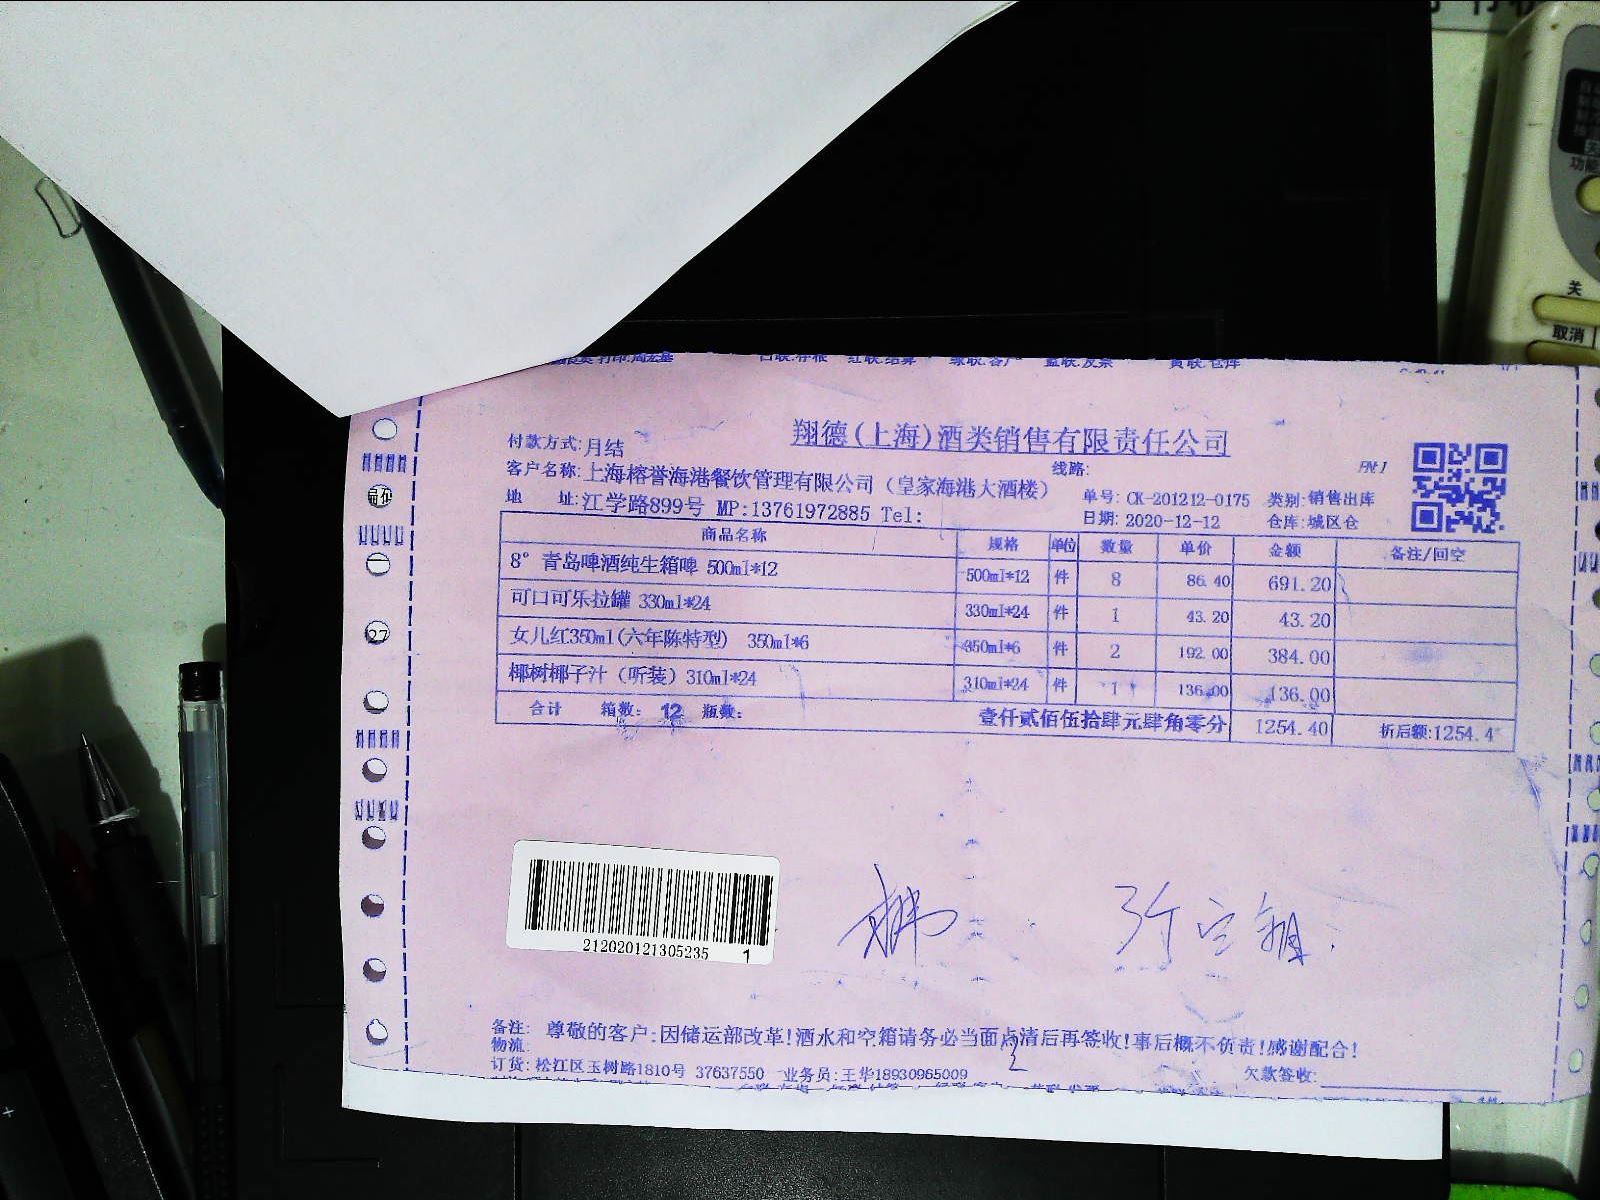 功能
关
取消
翔德(上海)酒类销售有限责任公司
付款方式:月结
客户名称:上海榕誉海港餐饮管理有限公司（皇家海港大酒楼） 线路:
单号: CK-201212-0175 类别:销售出库
地 址:江学路899号 MP:13761972885 Tel:
日期: 2020-12-12 仓库:城区仓
商品名称 规格 单位 数量 单价 金额 备注/回空
8° 青岛啤酒纯生箱啤 500ml*12 500ml*12 件 8 86.40 691.20
可口可乐拉罐 330ml*24 330ml*24 件 1 43.20 43.20
女儿红350ml(六年陈特型) 350ml*6 350ml*6 件 2 192.00 384.00
椰树椰子汁（听装）310ml*24 310ml*24 件 1 136.00 136.00
合计 箱数: 12 瓶数: 壹仟贰佰伍拾肆元肆角零分 1254.40 折后额:1254.4
27
212020121305235 1
备注: 尊敬的客户:因储运部改革!酒水和空箱请务必当面点清后再签收!事后概不负责!感谢配合!
物流:
订货: 松江区玉树路1810号 37637550 业务员:王华18930965009 欠款签收: